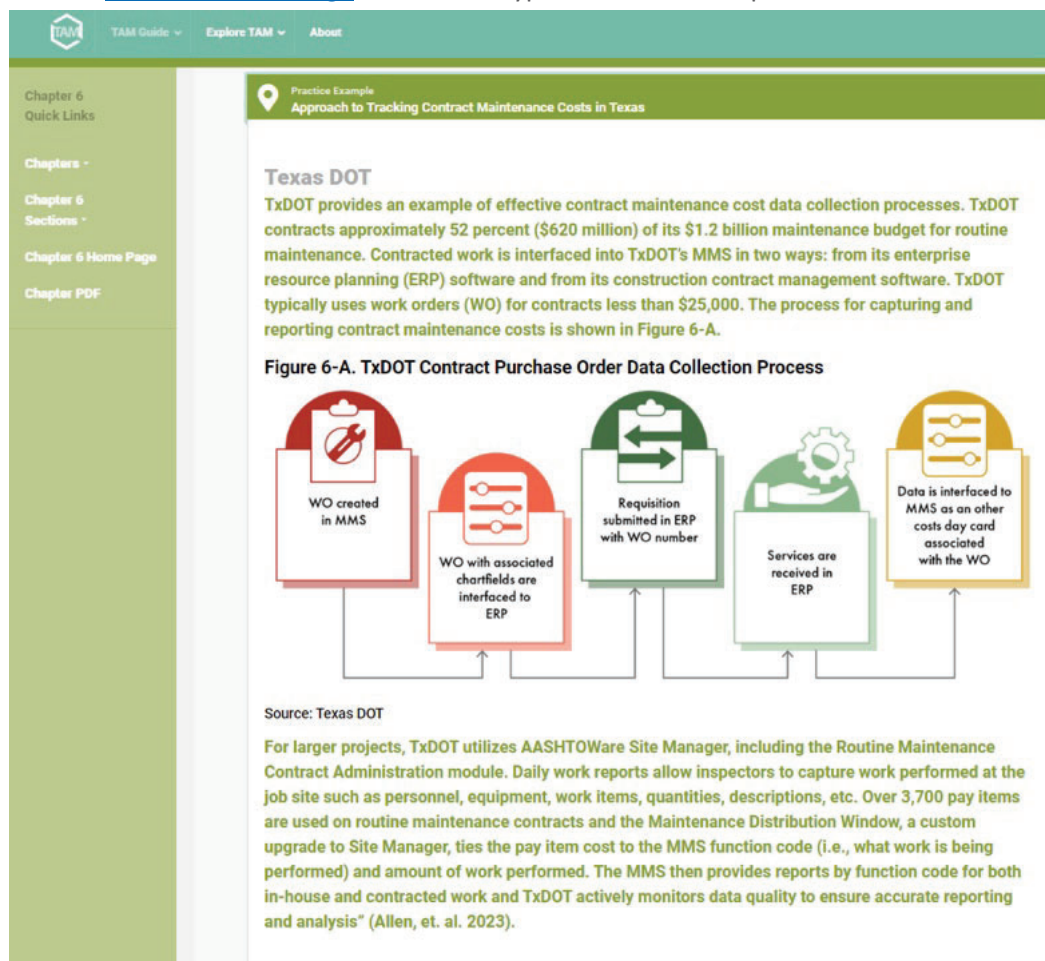 TAM
TAM Guide
Explore TAM
About
Chapter 6
Quick Links
Chapters
Chapter 6
Sections
Chapter 6 Home Page
Chapter PDF
Practice Example
Approach to Tracking Contract Maintenance Costs in Texas
Texas DOT
TxDOT provides an example of effective contract maintenance cost data collection processes. TxDOT
contracts approximately 52 percent ($620 million) of its $1.2 billion maintenance budget for routine
maintenance. Contracted work is interfaced into TxDOT’s MMS in two ways: from its enterprise
resource planning (ERP) software and from its construction contract management software. TxDOT
typically uses work orders (WO) for contracts less than $25,000. The process for capturing and
reporting contract maintenance costs is shown in Figure 6-A.
Figure 6-A. TxDOT Contract Purchase Order Data Collection Process
WO created
in MMS
WO with associated
chartfields are
interfaced to
ERP
Requisition
submitted in ERP
with WO number
Services are
received in
ERP
Data is interfaced to
MMS as an other
costs day card
associated
with the WO
Source: Texas DOT
For larger projects, TxDOT utilizes AASHTOWare Site Manager, including the Routine Maintenance
Contract Administration module. Daily work reports allow inspectors to capture work performed at the
job site such as personnel, equipment, work items, quantities, descriptions, etc. Over 3,700 pay items
are used on routine maintenance contracts and the Maintenance Distribution Window, a custom
upgrade to Site Manager, ties the pay item cost to the MMS function code (i.e., what work is being
performed) and amount of work performed. The MMS then provides reports by function code for both
in-house and contracted work and TxDOT actively monitors data quality to ensure accurate reporting
and analysis” (Allen, et. al. 2023).